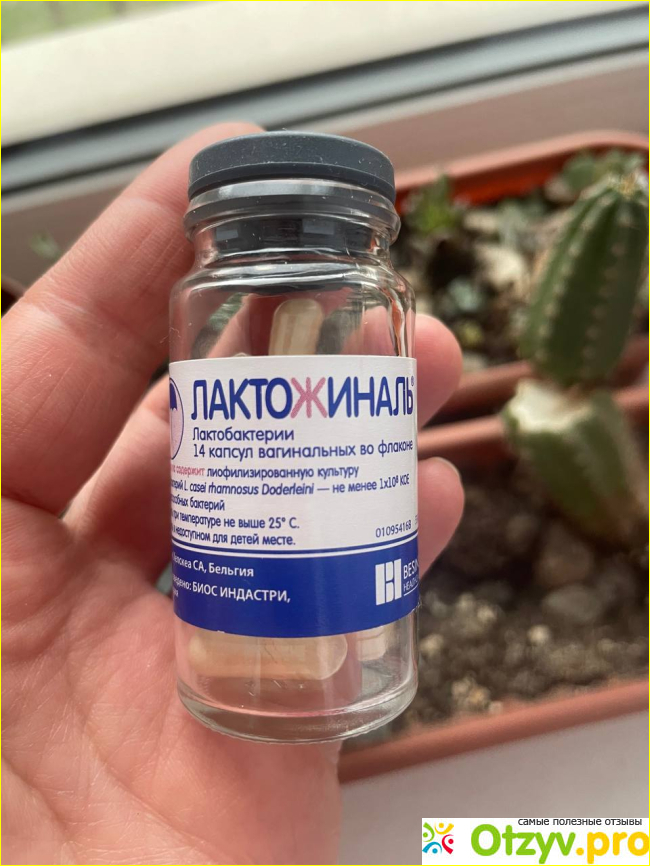 ЛАКТОЖИНАЛЬ®
Лактобактерии
14 капсул вагинальных во флаконе
содержит лиофилизированную культуру
L. casei rhamnosus Doderleini — не менее 1x10⁸ КОЕ
бактерий
при температуре не выше 25° С.
недоступном для детей месте.
010954168
СА, Бельгия
БИОС ИНДАСТРИ,
самые полезные отзывы
Otzyv.pro